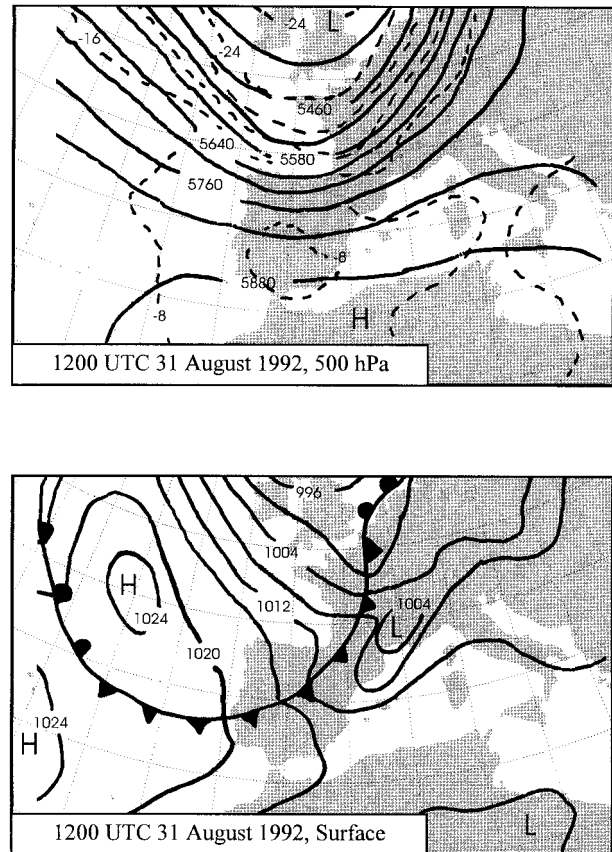 -16
-24
-24
L
5460
5640
5580
5760
-8
5880
-8
H
1200 UTC 31 August 1992, 500 hPa
996
1004
H
1024
1012
1004
L
1020
1024
H
L
1200 UTC 31 August 1992, Surface